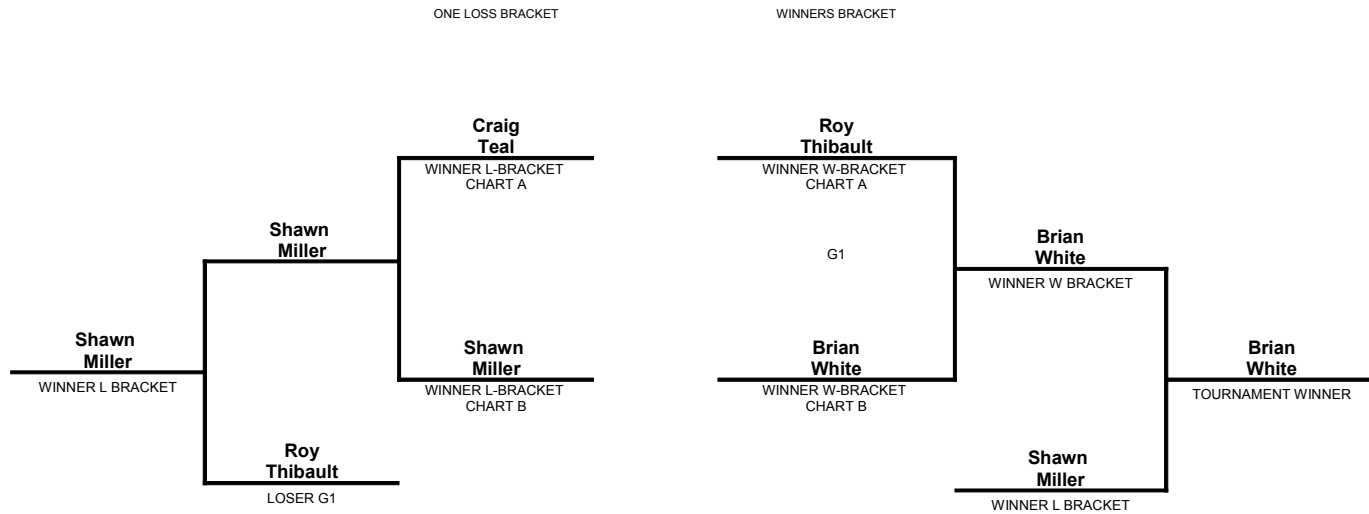 ONE LOSS BRACKET
WINNERS BRACKET
Craig
Teal
WINNER L-BRACKET
CHART A
Roy
Thibault
WINNER W-BRACKET
CHART A
Shawn
Miller
G1
Brian
White
WINNER W BRACKET
Shawn
Miller
WINNER L BRACKET
Shawn
Miller
WINNER L-BRACKET
CHART B
Brian
White
WINNER W-BRACKET
CHART B
Brian
White
TOURNAMENT WINNER
Roy
Thibault
LOSER G1
Shawn
Miller
WINNER L BRACKET